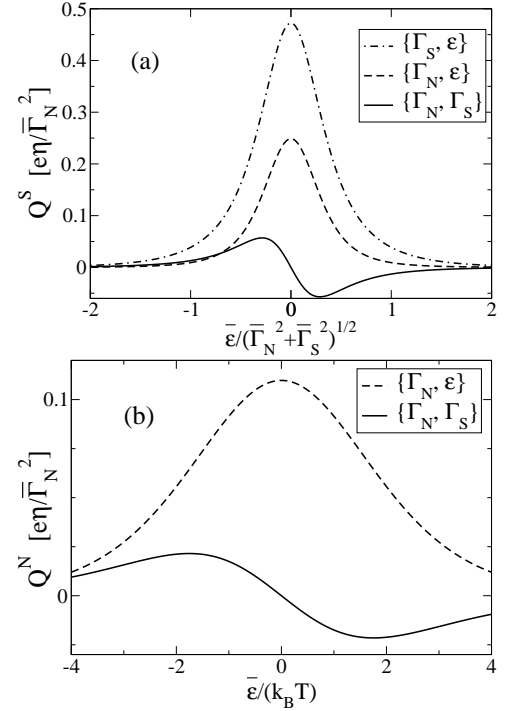 0.5
{Γ_S, ε}
(a)
{Γ_N, ε}
0.4
{Γ_N, Γ_S}
Q^S [eη/Γ̅_N^2]
0.3
0.2
0.1
0
-2 -1 0 1 2
ε̅/(Γ̅_N^2+Γ̅_S^2)^1/2
{Γ_N, ε}
(b)
{Γ_N, Γ_S}
0.1
Q^N [eη/Γ̅_N^2]
0
-4 -2 0 2 4
ε̅/(k_BT)